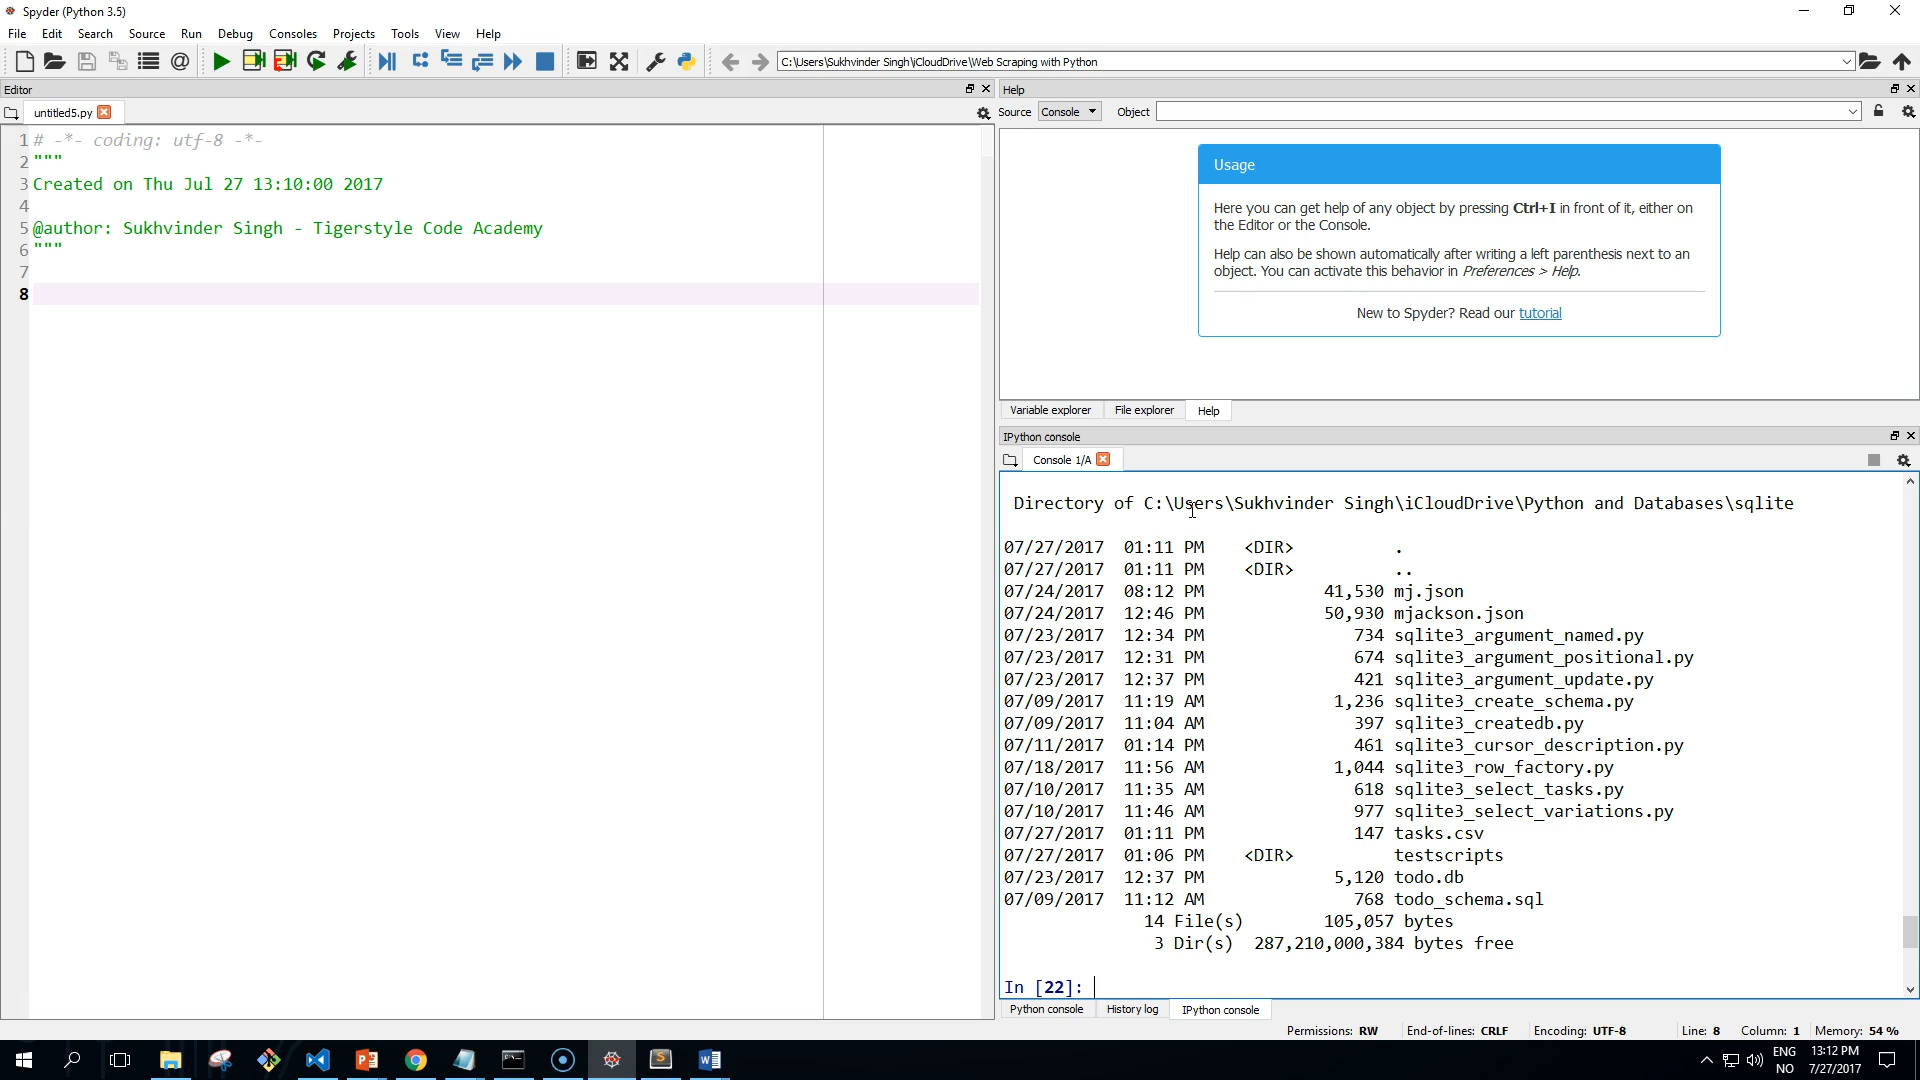 Spyder (Python 3.5)
File Edit Search Source Run Debug Consoles Projects Tools View Help
C:\Users\Sukhvinder Singh\iCloudDrive\Web Scraping with Python
Editor
untitled5.py
1 # -*- coding: utf-8 -*-
2 """
3 Created on Thu Jul 27 13:10:00 2017
4
5 @author: Sukhvinder Singh - Tigerstyle Code Academy
6 """
7
8
Help
Source Console Object
Usage
Here you can get help of any object by pressing Ctrl+I in front of it, either on
the Editor or the Console.
Help can also be shown automatically after writing a left parenthesis next to an
object. You can activate this behavior in Preferences > Help.
New to Spyder? Read our tutorial
Variable explorer File explorer Help
IPython console
Console 1/A
Directory of C:\Users\Sukhvinder Singh\iCloudDrive\Python and Databases\sqlite
07/27/2017 01:11 PM <DIR> .
07/27/2017 01:11 PM <DIR> ..
07/24/2017 08:12 PM 41,530 mj.json
07/24/2017 12:46 PM 50,930 mjackson.json
07/23/2017 12:34 PM 734 sqlite3_argument_named.py
07/23/2017 12:31 PM 674 sqlite3_argument_positional.py
07/23/2017 12:37 PM 421 sqlite3_argument_update.py
07/09/2017 11:19 AM 1,236 sqlite3_create_schema.py
07/09/2017 11:04 AM 397 sqlite3_createdb.py
07/11/2017 01:14 PM 461 sqlite3_cursor_description.py
07/18/2017 11:56 AM 1,044 sqlite3_row_factory.py
07/10/2017 11:35 AM 618 sqlite3_select_tasks.py
07/10/2017 11:46 AM 977 sqlite3_select_variations.py
07/27/2017 01:11 PM 147 tasks.csv
07/27/2017 01:06 PM <DIR> testscripts
07/23/2017 12:37 PM 5,120 todo.db
07/09/2017 11:12 AM 768 todo_schema.sql
14 File(s) 105,057 bytes
3 Dir(s) 287,210,000,384 bytes free
In [22]:
Python console History log IPython console
Permissions: RW End-of-lines: CRLF Encoding: UTF-8 Line: 8 Column: 1 Memory: 54 %
ENG 13:12 PM
NO 7/27/2017